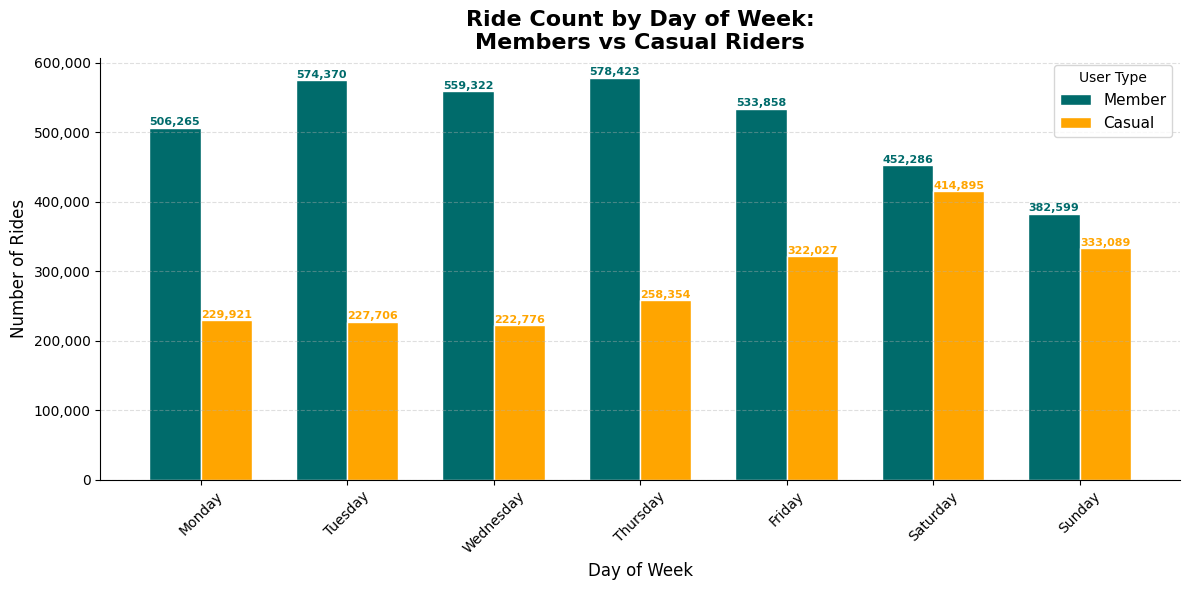 Ride Count by Day of Week:
Members vs Casual Riders
Number of Rides
600,000
500,000
400,000
300,000
200,000
100,000
0
506,265
229,921
574,370
227,706
559,322
222,776
578,423
258,354
533,858
322,027
452,286
414,895
382,599
333,089
User Type
Member
Casual
Monday
Tuesday
Wednesday
Thursday
Friday
Saturday
Sunday
Day of Week